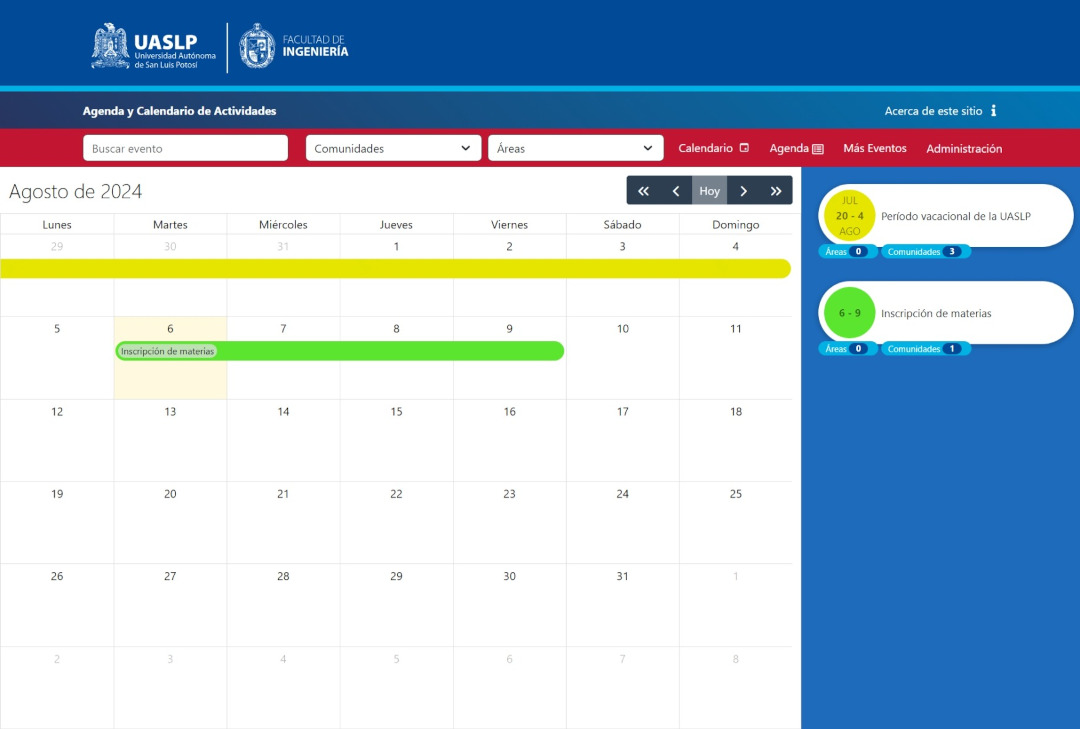 UASLP
Universidad Autónoma
de San Luis Potosí
FACULTAD DE
INGENIERÍA
Agenda y Calendario de Actividades
Acerca de este sitio
Buscar evento
Comunidades
Áreas
Calendario
Agenda
Más Eventos
Administración
Agosto de 2024
« ‹ Hoy › »
Lunes Martes Miércoles Jueves Viernes Sábado Domingo
29 30 31 1 2 3 4
5 6 7 8 9 10 11
Inscripción de materias
12 13 14 15 16 17 18
19 20 21 22 23 24 25
26 27 28 29 30 31 1
2 3 4 5 6 7 8
JUL
20 - 4
AGO
Período vacacional de la UASLP
Áreas 0
Comunidades 3
6 - 9
Inscripción de materias
Áreas 0
Comunidades 1